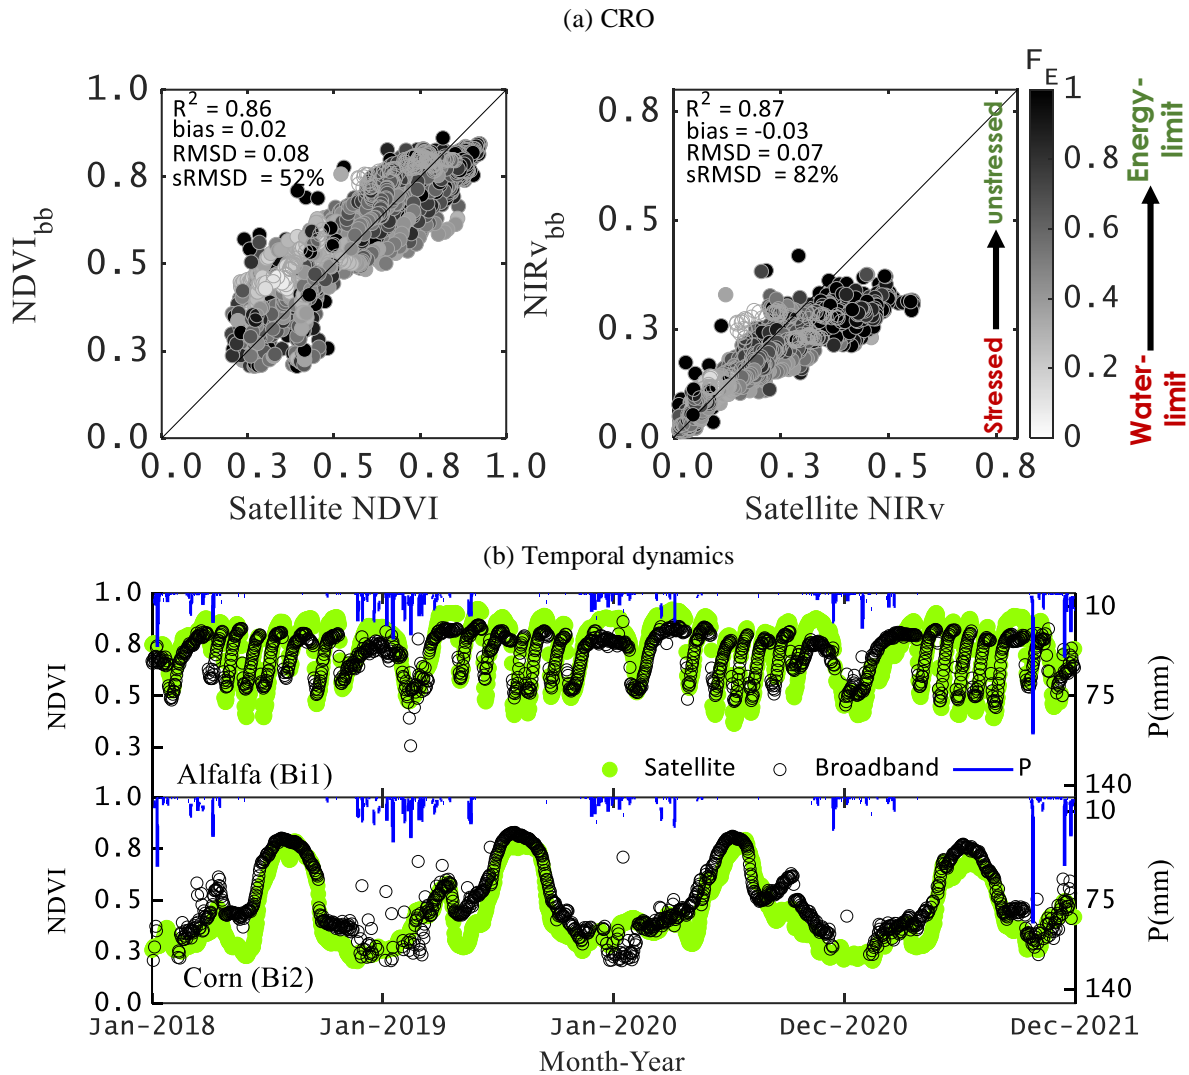 (a) CRO
F_E
1.0
0.8
0.5
0.3
0.0
NDVI_bb
R^2 = 0.86
bias = 0.02
RMSD = 0.08
sRMSD = 52%
0.0 0.3 0.5 0.8 1.0
Satellite NDVI
0.8
0.5
0.3
0.0
NIRv_bb
R^2 = 0.87
bias = -0.03
RMSD = 0.07
sRMSD = 82%
0.0 0.3 0.5 0.8
Satellite NIRv
Stressed unstressed
1
0.8
0.6
0.4
0.2
0
Water-limit
Energy-limit
(b) Temporal dynamics
1.0
0.8
0.5
0.3
NDVI
Alfalfa (Bi1)
Satellite Broadband P
10
75
140
P(mm)
1.0
0.8
0.5
0.3
0.0
NDVI
Corn (Bi2)
10
75
140
P(mm)
Jan-2018 Jan-2019 Jan-2020 Dec-2020 Dec-2021
Month-Year